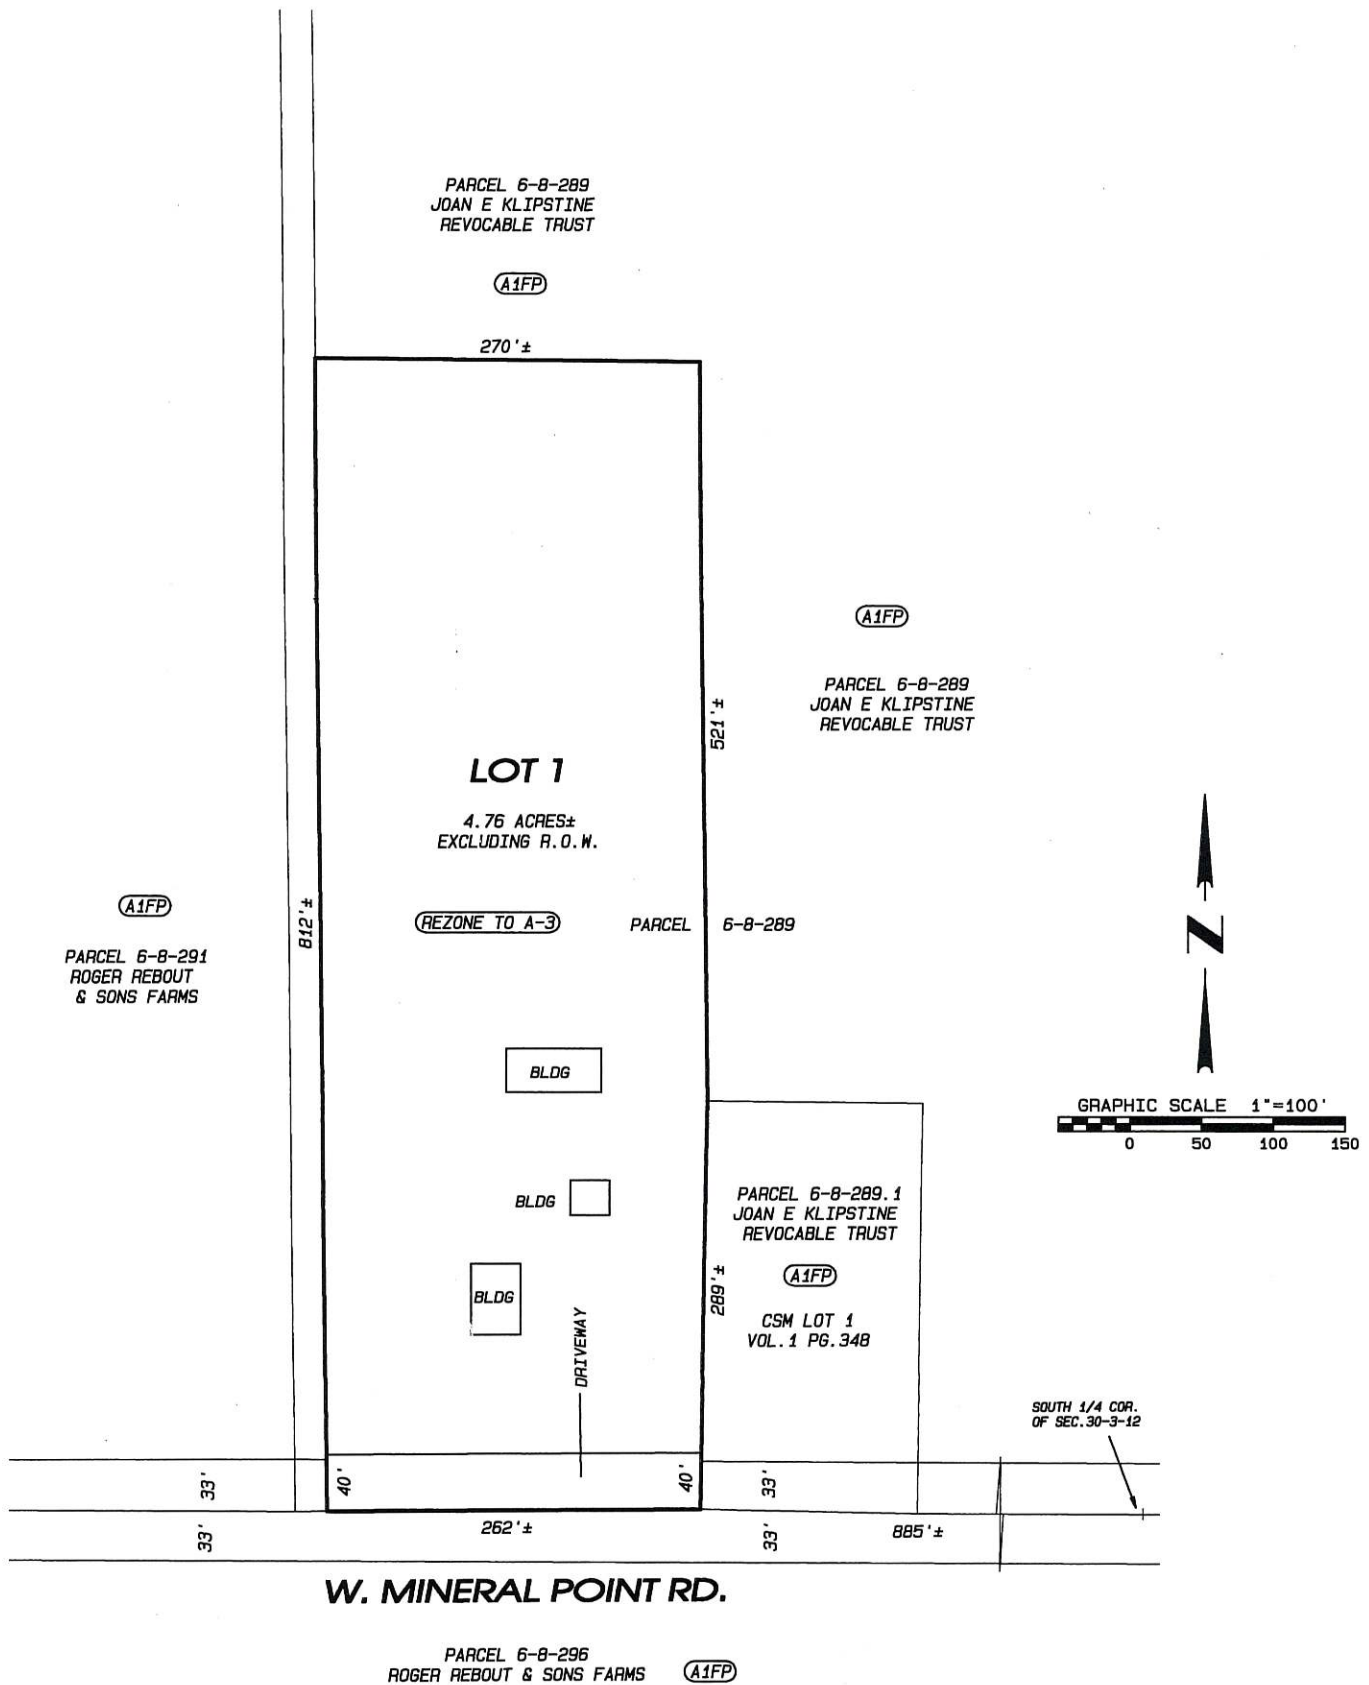 PARCEL 6-8-289
JOAN E KLIPSTINE
REVOCABLE TRUST
A1FP
270'±
A1FP
PARCEL 6-8-289
JOAN E KLIPSTINE
REVOCABLE TRUST
521'±
LOT 1
4.76 ACRES±
EXCLUDING R.O.W.
A1FP
PARCEL 6-8-291
ROGER REBOUT
& SONS FARMS
812'±
REZONE TO A-3
PARCEL 6-8-289
N
BLDG
GRAPHIC SCALE 1"=100'
0 50 100 150
BLDG
PARCEL 6-8-289.1
JOAN E KLIPSTINE
REVOCABLE TRUST
A1FP
289'±
CSM LOT 1
VOL.1 PG.348
BLDG
DRIVEWAY
SOUTH 1/4 COR.
OF SEC.30-3-12
33' 40' 40' 33'
33' 262'± 33' 885'±
W. MINERAL POINT RD.
PARCEL 6-8-296
ROGER REBOUT & SONS FARMS A1FP